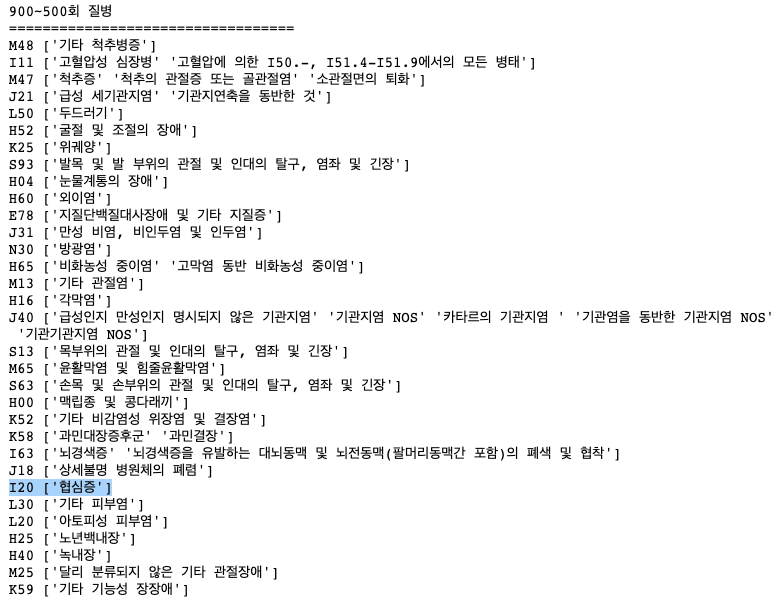 900~500회 질병
==================================
M48 ['기타 척추병증']
I11 ['고혈압성 심장병' '고혈압에 의한 I50.-, I51.4-I51.9에서의 모든 병태']
M47 ['척추증' '척추의 관절증 또는 골관절염' '소관절면의 퇴화']
J21 ['급성 세기관지염' '기관지연축을 동반한 것']
L50 ['두드러기']
H52 ['굴절 및 조절의 장애']
K25 ['위궤양']
S93 ['발목 및 발 부위의 관절 및 인대의 탈구, 염좌 및 긴장']
H04 ['눈물계통의 장애']
H60 ['외이염']
E78 ['지질단백질대사장애 및 기타 지질증']
J31 ['만성 비염, 비인두염 및 인두염']
N30 ['방광염']
H65 ['비화농성 중이염' '고막염 동반 비화농성 중이염']
M13 ['기타 관절염']
H16 ['각막염']
J40 ['급성인지 만성인지 명시되지 않은 기관지염' '기관지염 NOS' '카타르의 기관지염 ' '기관염을 동반한 기관지염 NOS'
 '기관기관지염 NOS']
S13 ['목부위의 관절 및 인대의 탈구, 염좌 및 긴장']
M65 ['윤활막염 및 힘줄윤활막염']
S63 ['손목 및 손부위의 관절 및 인대의 탈구, 염좌 및 긴장']
H00 ['맥립종 및 콩다래끼']
K52 ['기타 비감염성 위장염 및 결장염']
K58 ['과민대장증후군' '과민결장']
I63 ['뇌경색증' '뇌경색증을 유발하는 대뇌동맥 및 뇌전동맥(팔머리동맥간 포함)의 폐색 및 협착']
J18 ['상세불명 병원체의 폐렴']
I20 ['협심증']
L30 ['기타 피부염']
L20 ['아토피성 피부염']
H25 ['노년백내장']
H40 ['녹내장']
M25 ['달리 분류되지 않은 기타 관절장애']
K59 ['기타 기능성 장장애']